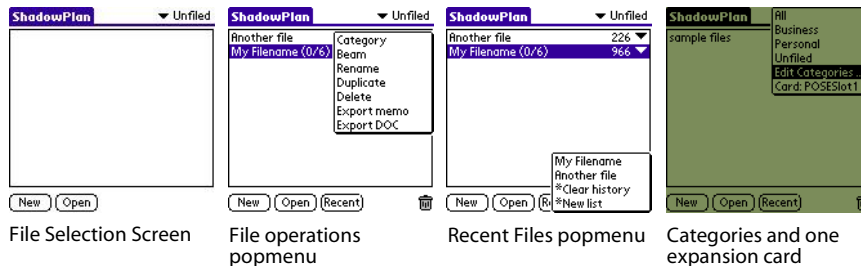 ShadowPlan Unfiled
New Open
File Selection Screen
ShadowPlan Unfiled
Another file
My Filename (0/6)
Category
Beam
Rename
Duplicate
Delete
Export memo
Export DOC
New Open Recent
File operations
popmenu
ShadowPlan Unfiled
Another file 226
My Filename (0/6) 966
My Filename
Another file
*Clear history
*New list
New Open
Recent Files popmenu
ShadowPlan
sample files
All
Business
Personal
Unfiled
Edit Categories...
Card: POSESlot1
New Open Recent
Categories and one
expansion card